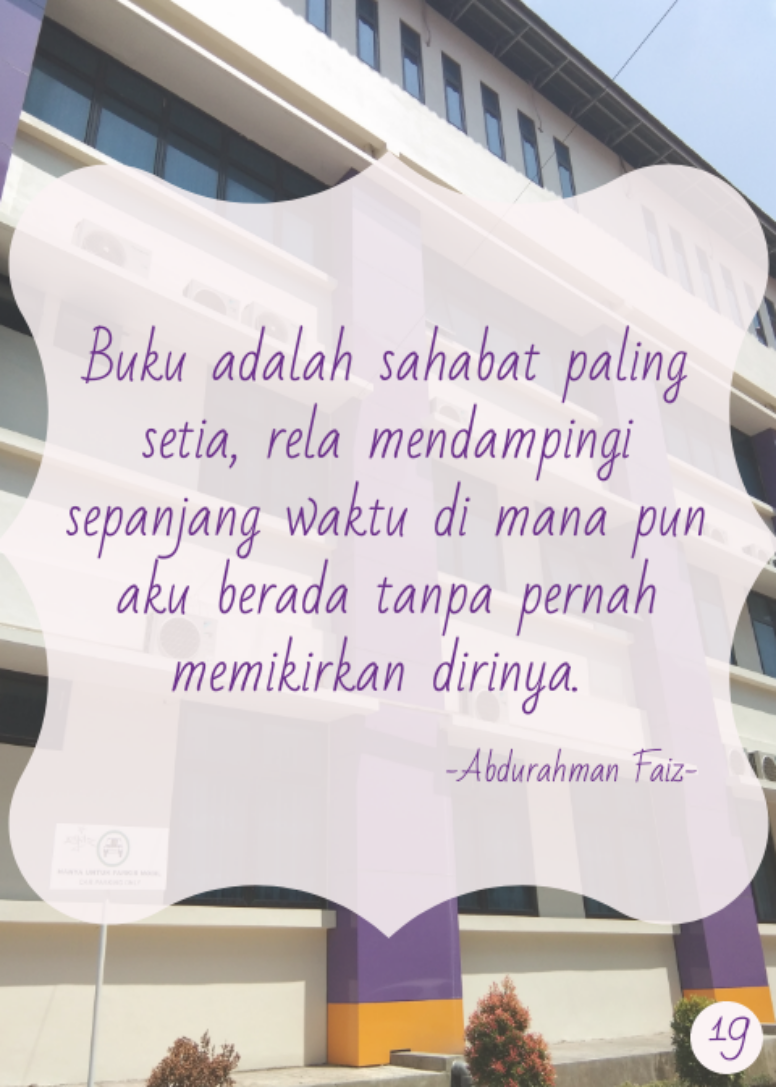 Buku adalah sahabat paling
setia, rela mendampingi
sepanjang waktu di mana pun
aku berada tanpa pernah
memikirkan dirinya.
-Abdurahman Faiz-
19